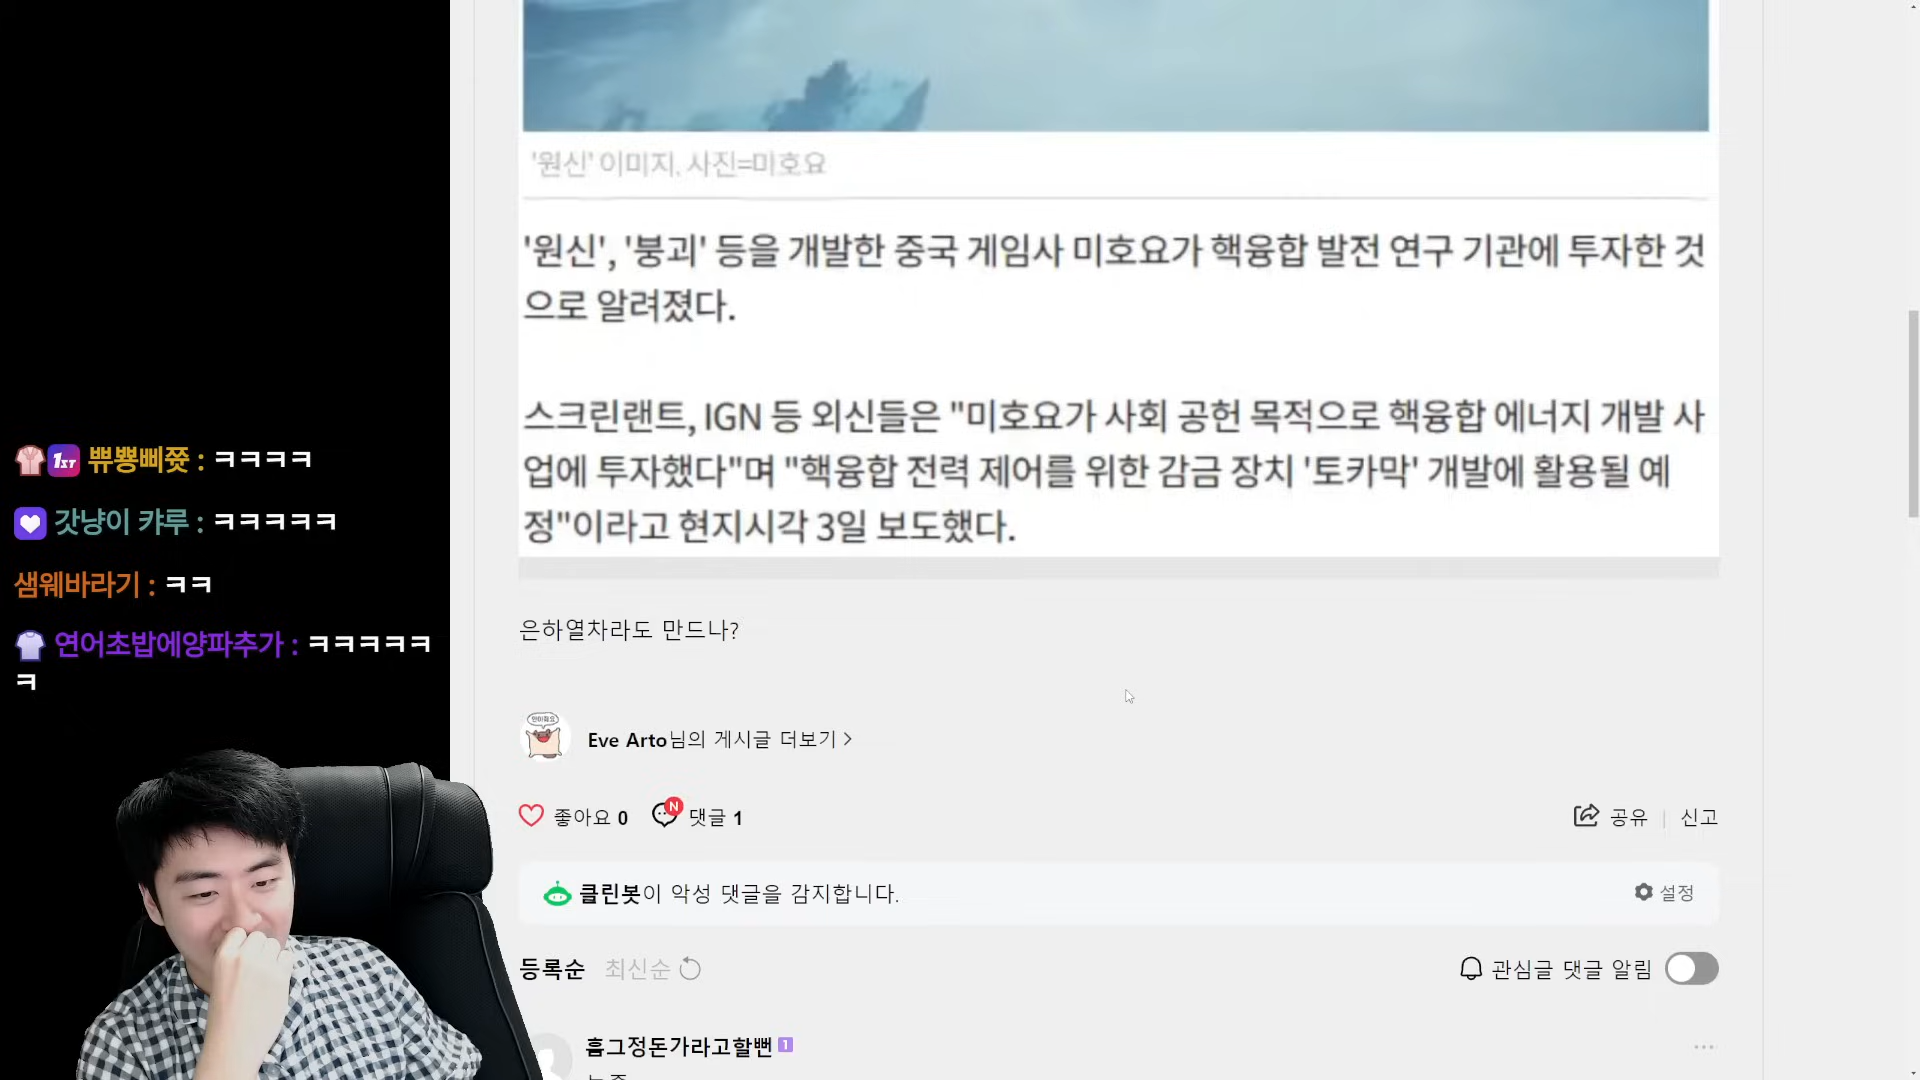 '원신' 이미지. 사진=미호요
'원신', '붕괴' 등을 개발한 중국 게임사 미호요가 핵융합 발전 연구 기관에 투자한 것
으로 알려졌다.
스크린랜트, IGN 등 외신들은 "미호요가 사회 공헌 목적으로 핵융합 에너지 개발 사
업에 투자했다"며 "핵융합 전력 제어를 위한 감금 장치 '토카막' 개발에 활용될 예
정"이라고 현지시각 3일 보도했다.
은하열차라도 만드나?
Eve Arto님의 게시글 더보기
좋아요 0 N 댓글 1
공유 신고
클린봇이 악성 댓글을 감지합니다.
설정
등록순 최신순
관심글 댓글 알림
흠그정돈가라고할뻔 1
1ST 쀼뿅삐쯋 : ㅋㅋㅋㅋ
갓냥이 캬루 : ㅋㅋㅋㅋㅋ
샘웨바라기 : ㅋㅋ
연어초밥에양파추가 : ㅋㅋㅋㅋㅋ
ㅋ